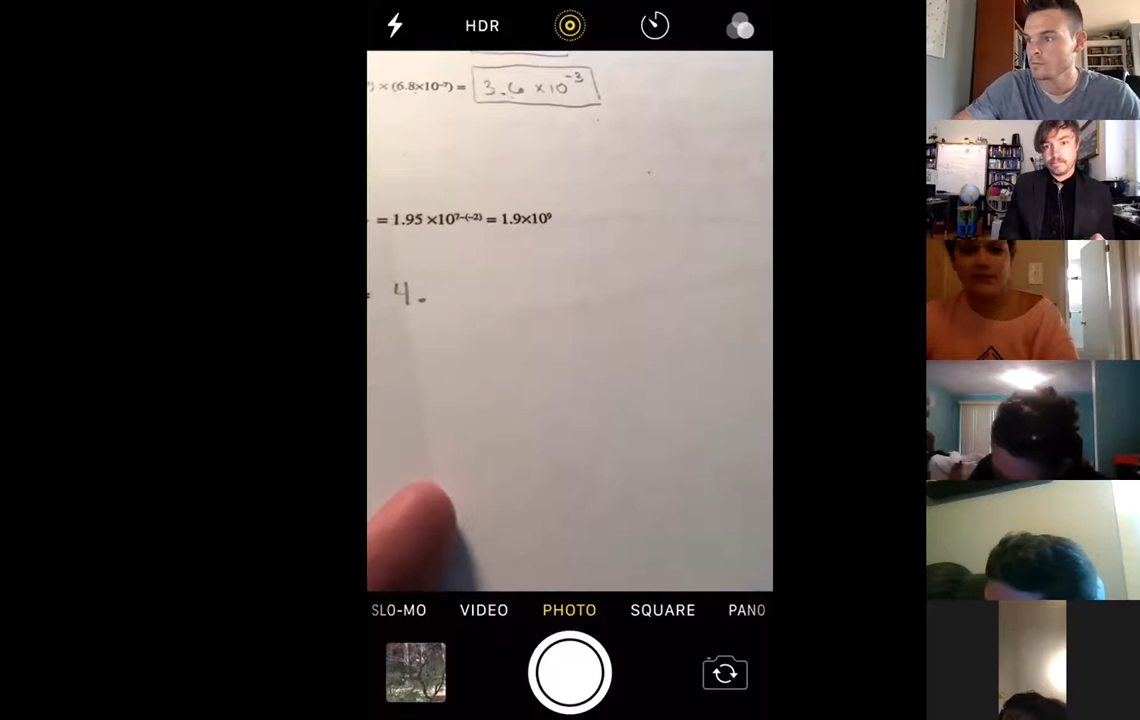 HDR
) × (6.8×10⁻⁷) = 3.6 ×10⁻³
= 1.95 ×10⁷⁻⁽⁻²⁾ = 1.9×10⁹
= 4.
SLO-MO VIDEO PHOTO SQUARE PANO